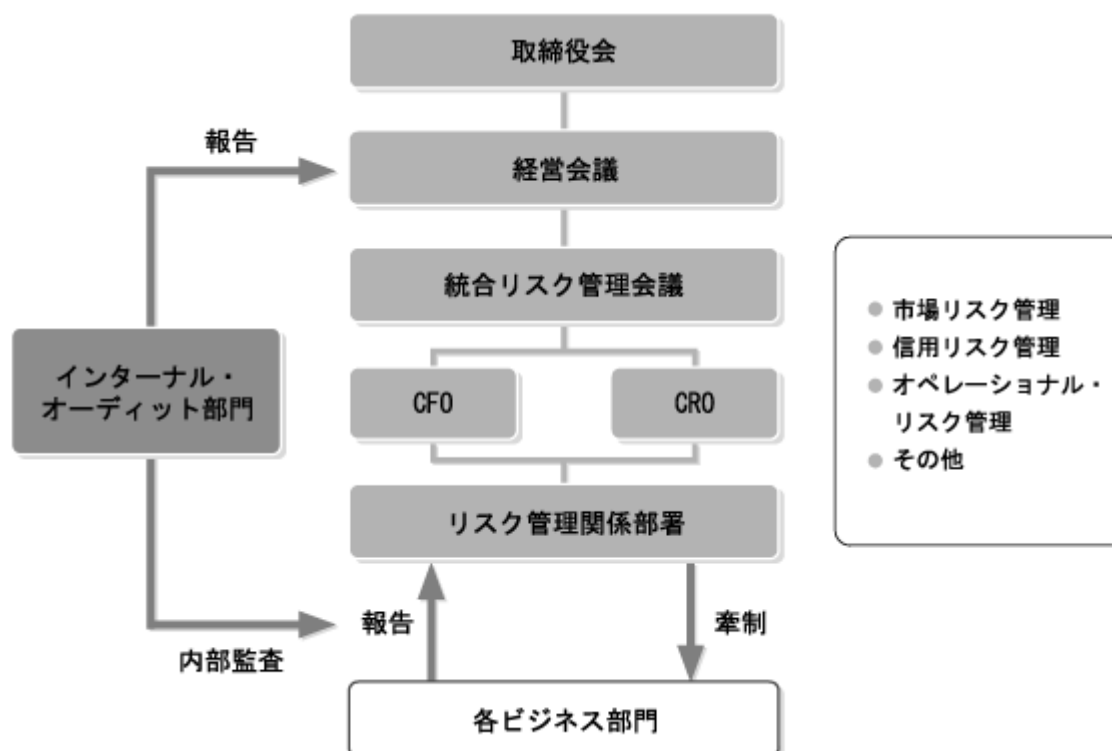 取締役会
報告
経営会議
統合リスク管理会議
インターナル・
オーディット部門
CFO
CRO
リスク管理関係部署
内部監査
報告
牽制
各ビジネス部門
市場リスク管理
信用リスク管理
オペレーショナル・
リスク管理
その他